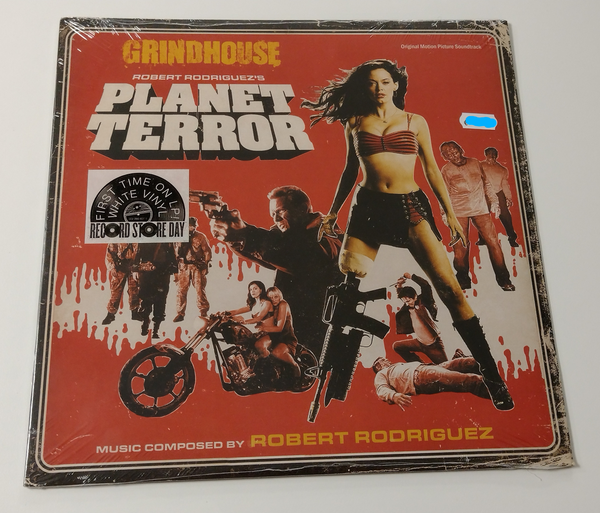 GRINDHOUSE
Original Motion Picture Soundtrack
ROBERT RODRIGUEZ'S
PLANET
TERROR
FIRST TIME ON LP!
WHITE VINYL
RECORD STORE DAY
MUSIC COMPOSED BY ROBERT RODRIGUEZ